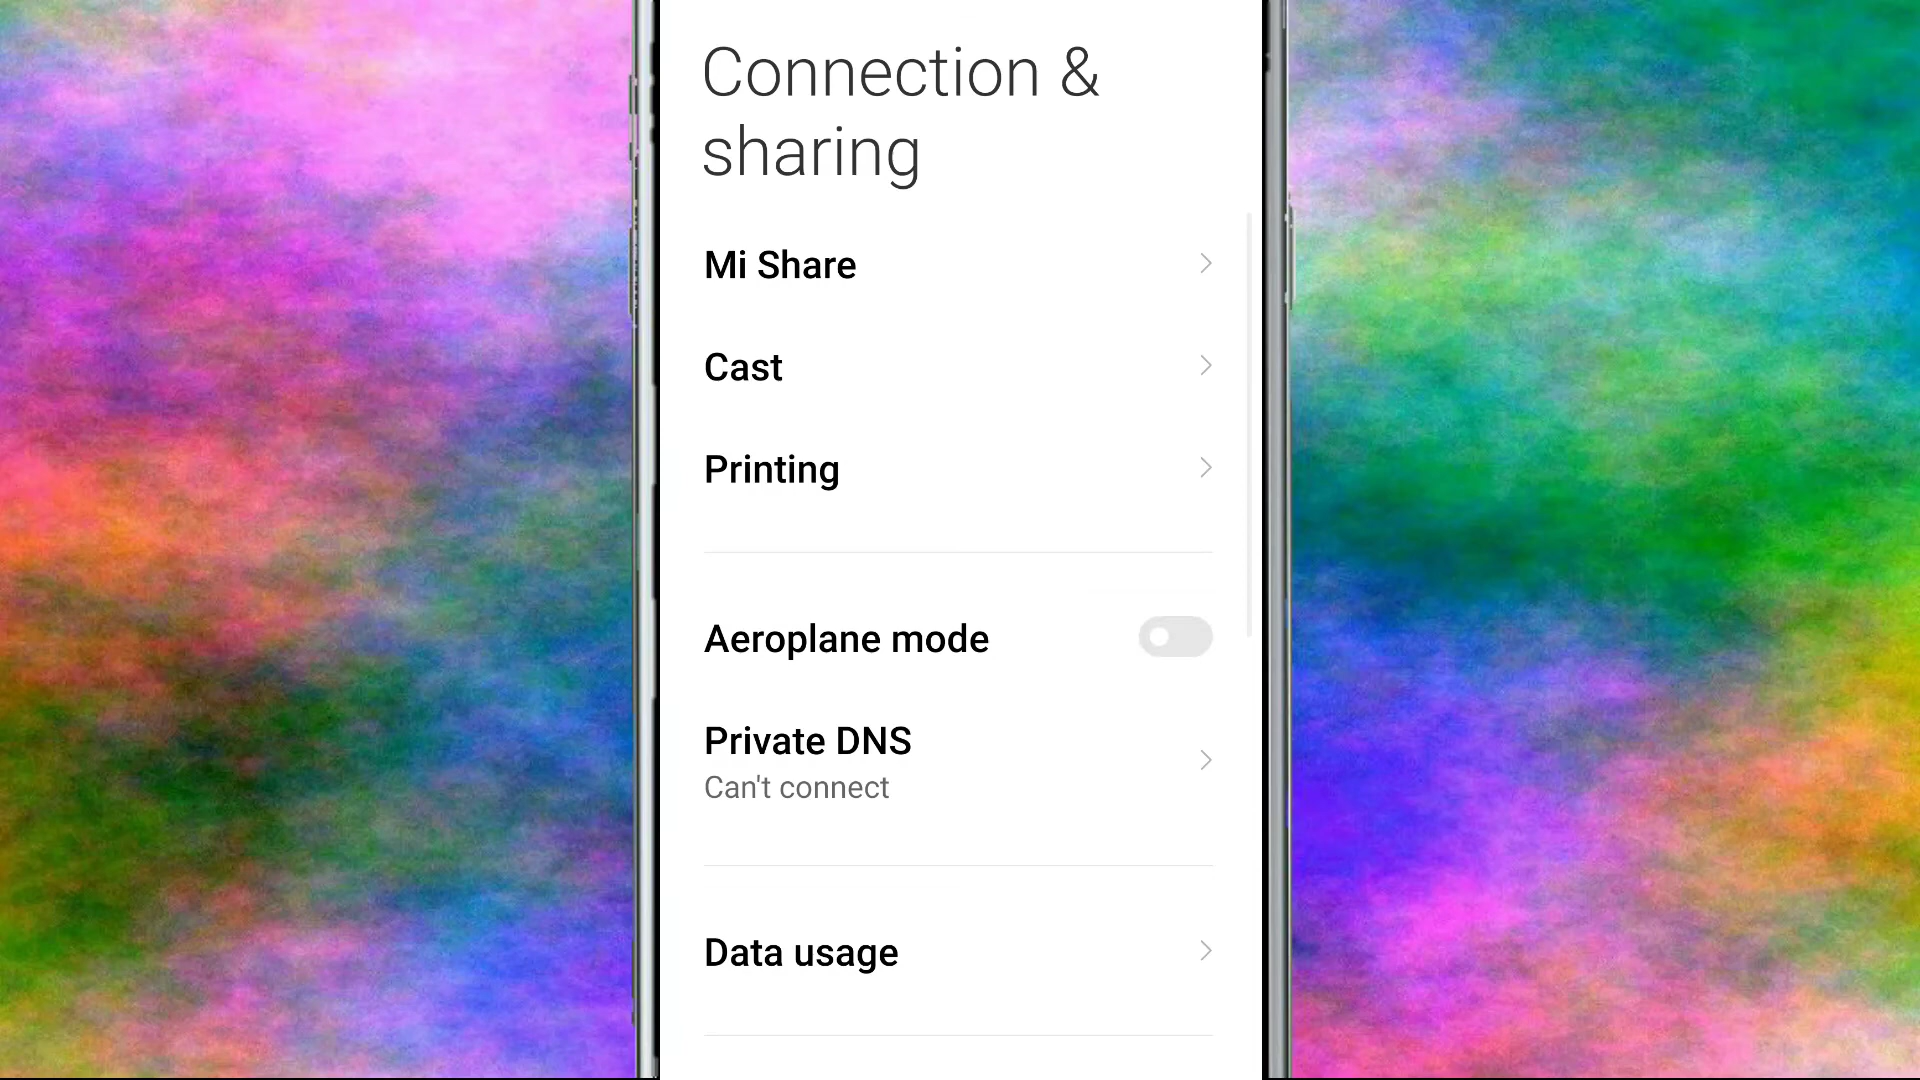 Connection &
sharing
Mi Share
Cast
Printing
Aeroplane mode
Private DNS
Can't connect
Data usage